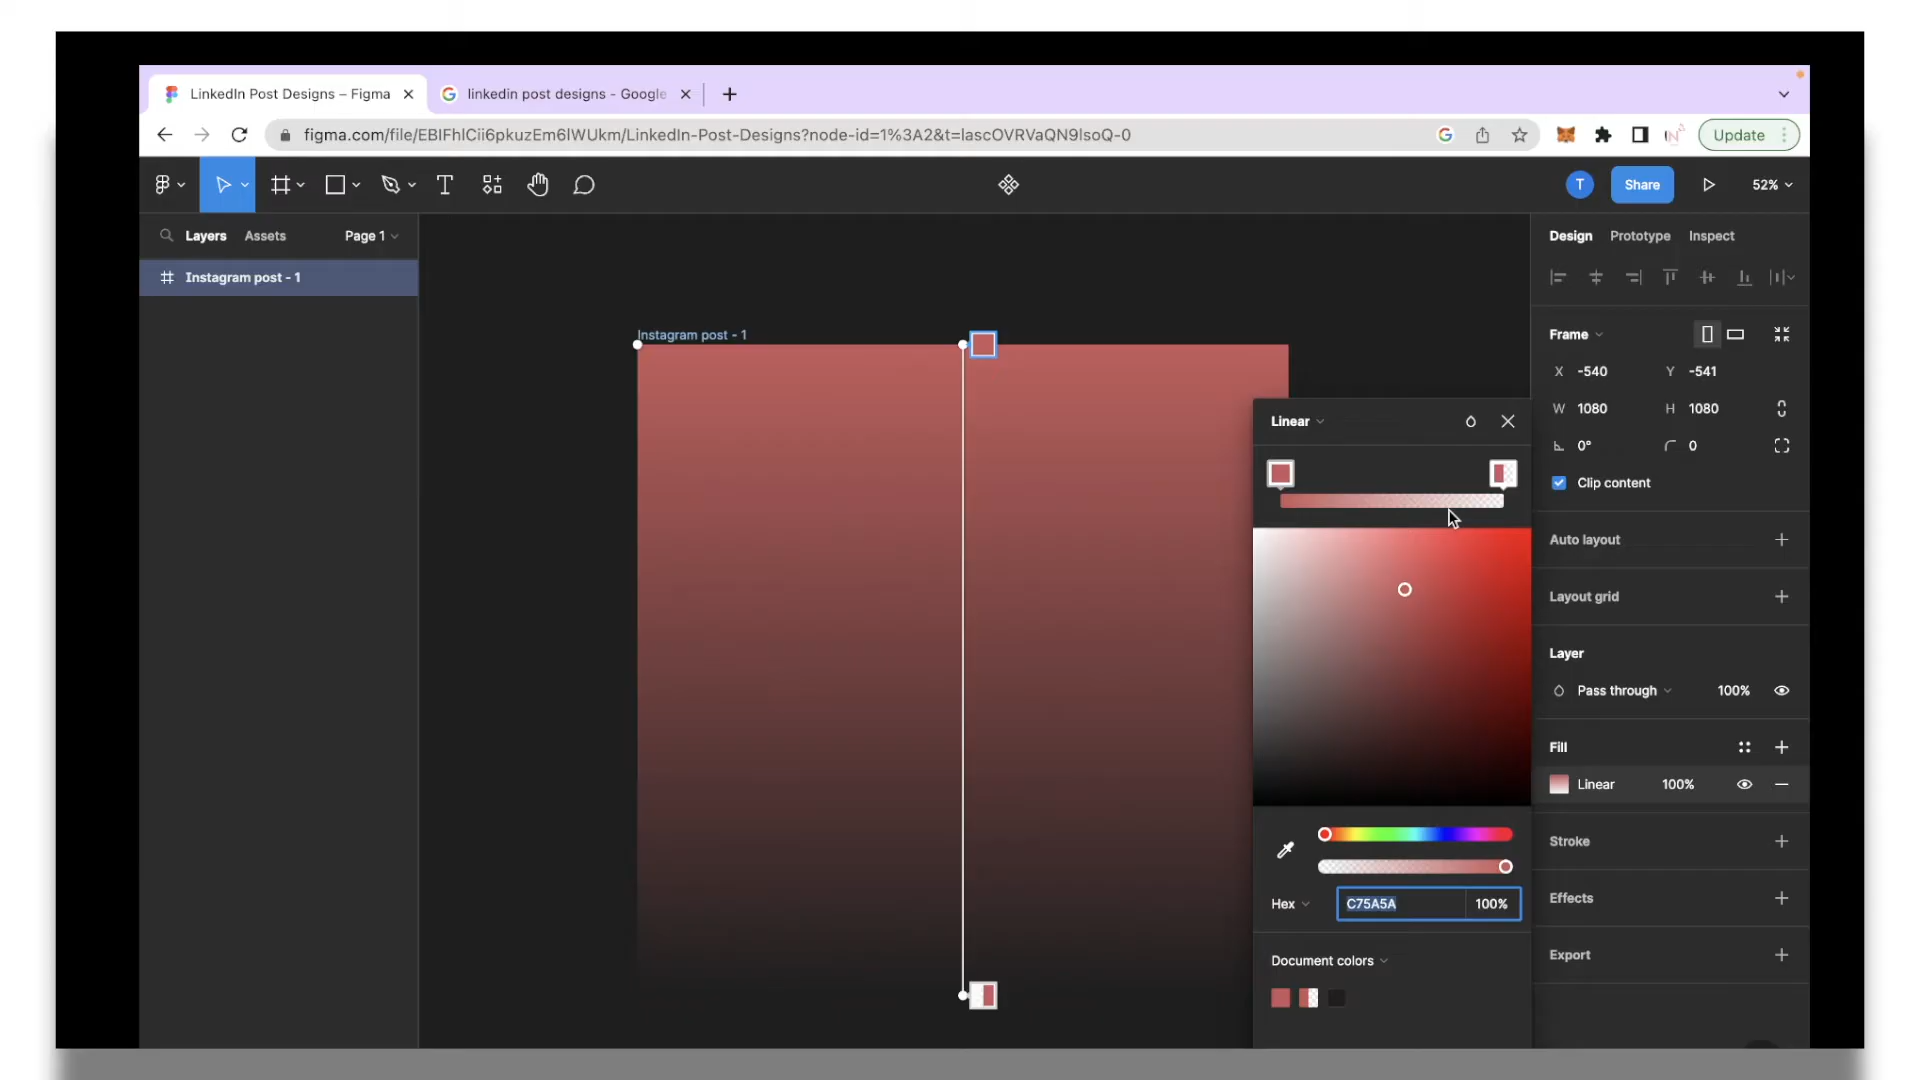 LinkedIn Post Designs – Figma
linkedin post designs - Google
figma.com/file/EBIFhlCii6pkuzEm6lWUkm/LinkedIn-Post-Designs?node-id=1%3A2&t=lascOVRVaQN9lsoQ-0
Update
T
Share
52%
Layers
Assets
Page 1
Design
Prototype
Inspect
Instagram post - 1
Instagram post - 1
Frame
X -540
Y -541
W 1080
H 1080
0°
0
Clip content
Linear
Auto layout
Layout grid
Layer
Pass through
100%
Fill
Linear
100%
Stroke
Hex
C75A5A
100%
Effects
Export
Document colors